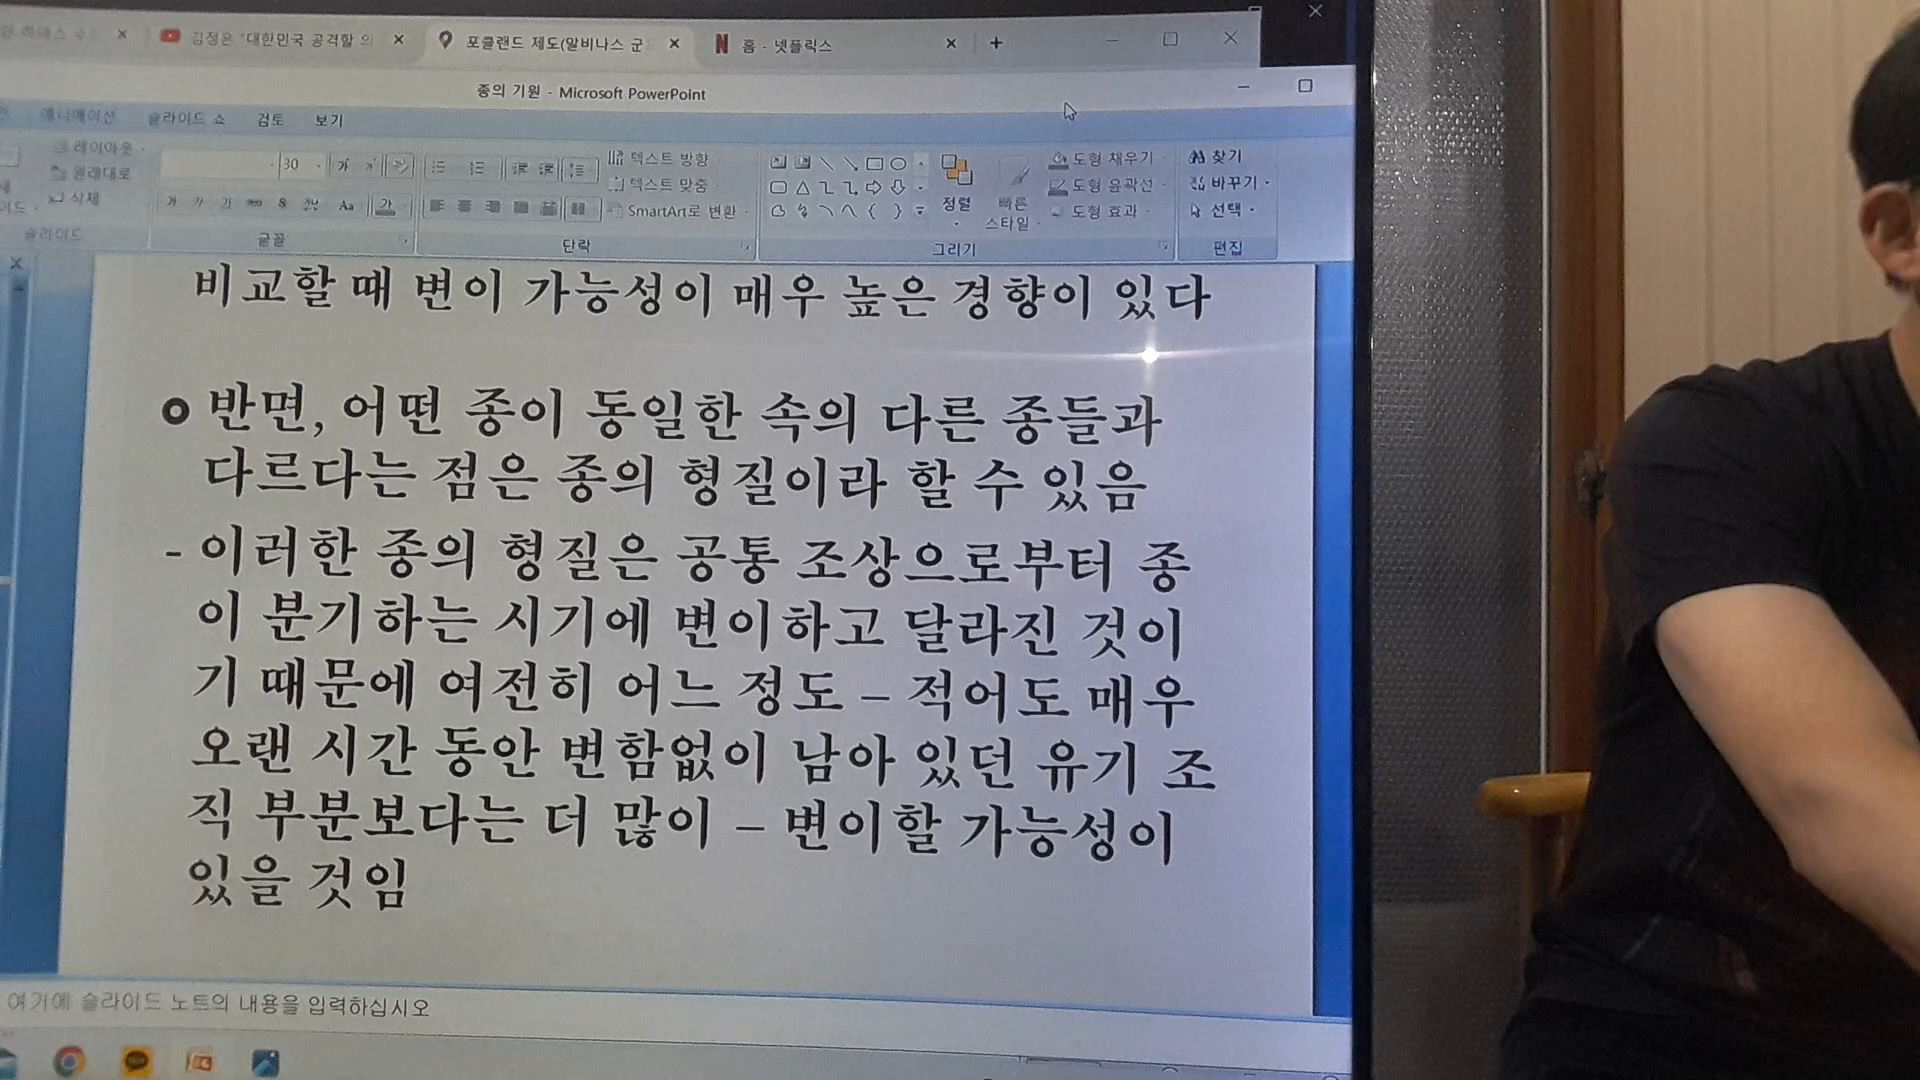 김정은 "대한민국 공격할 의
포클랜드 제도(말비나스 군
홈 - 넷플릭스
종의 기원 - Microsoft PowerPoint
애니메이션 슬라이드 쇼 검토 보기
레이아웃
원래대로
삭제
슬라이드
30
글꼴
텍스트 방향
텍스트 맞춤
SmartArt로 변환
단락
정렬
빠른
스타일
도형 채우기
도형 윤곽선
도형 효과
그리기
찾기
바꾸기
선택
편집
비교할 때 변이 가능성이 매우 높은 경향이 있다
반면, 어떤 종이 동일한 속의 다른 종들과
다르다는 점은 종의 형질이라 할 수 있음
- 이러한 종의 형질은 공통 조상으로부터 종
이 분기하는 시기에 변이하고 달라진 것이
기 때문에 여전히 어느 정도 – 적어도 매우
오랜 시간 동안 변함없이 남아 있던 유기 조
직 부분보다는 더 많이 – 변이할 가능성이
있을 것임
여기에 슬라이드 노트의 내용을 입력하십시오